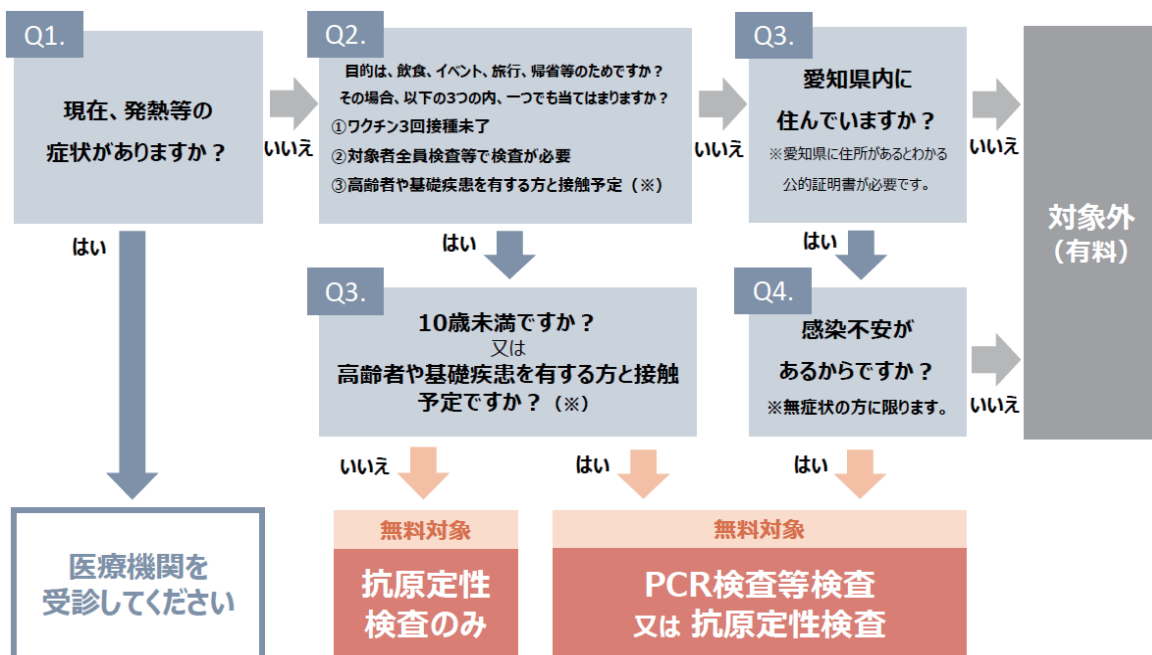 Q1.
現在、発熱等の
症状がありますか？
いいえ
はい
Q2.
目的は、飲食、イベント、旅行、帰省等のためですか？
その場合、以下の3つの内、一つでも当てはまりますか？
①ワクチン3回接種未了
②対象者全員検査等で検査が必要
③高齢者や基礎疾患を有する方と接触予定（※）
いいえ
はい
Q3.
愛知県内に
住んでいますか？
※愛知県に住所があるとわかる
公的証明書が必要です。
いいえ
はい
対象外
（有料）
Q3.
10歳未満ですか？
又は
高齢者や基礎疾患を有する方と接触
予定ですか？（※）
いいえ
はい
Q4.
感染不安が
あるからですか？
※無症状の方に限ります。
いいえ
はい
医療機関を
受診してください
無料対象
抗原定性
検査のみ
無料対象
PCR検査等検査
又は 抗原定性検査